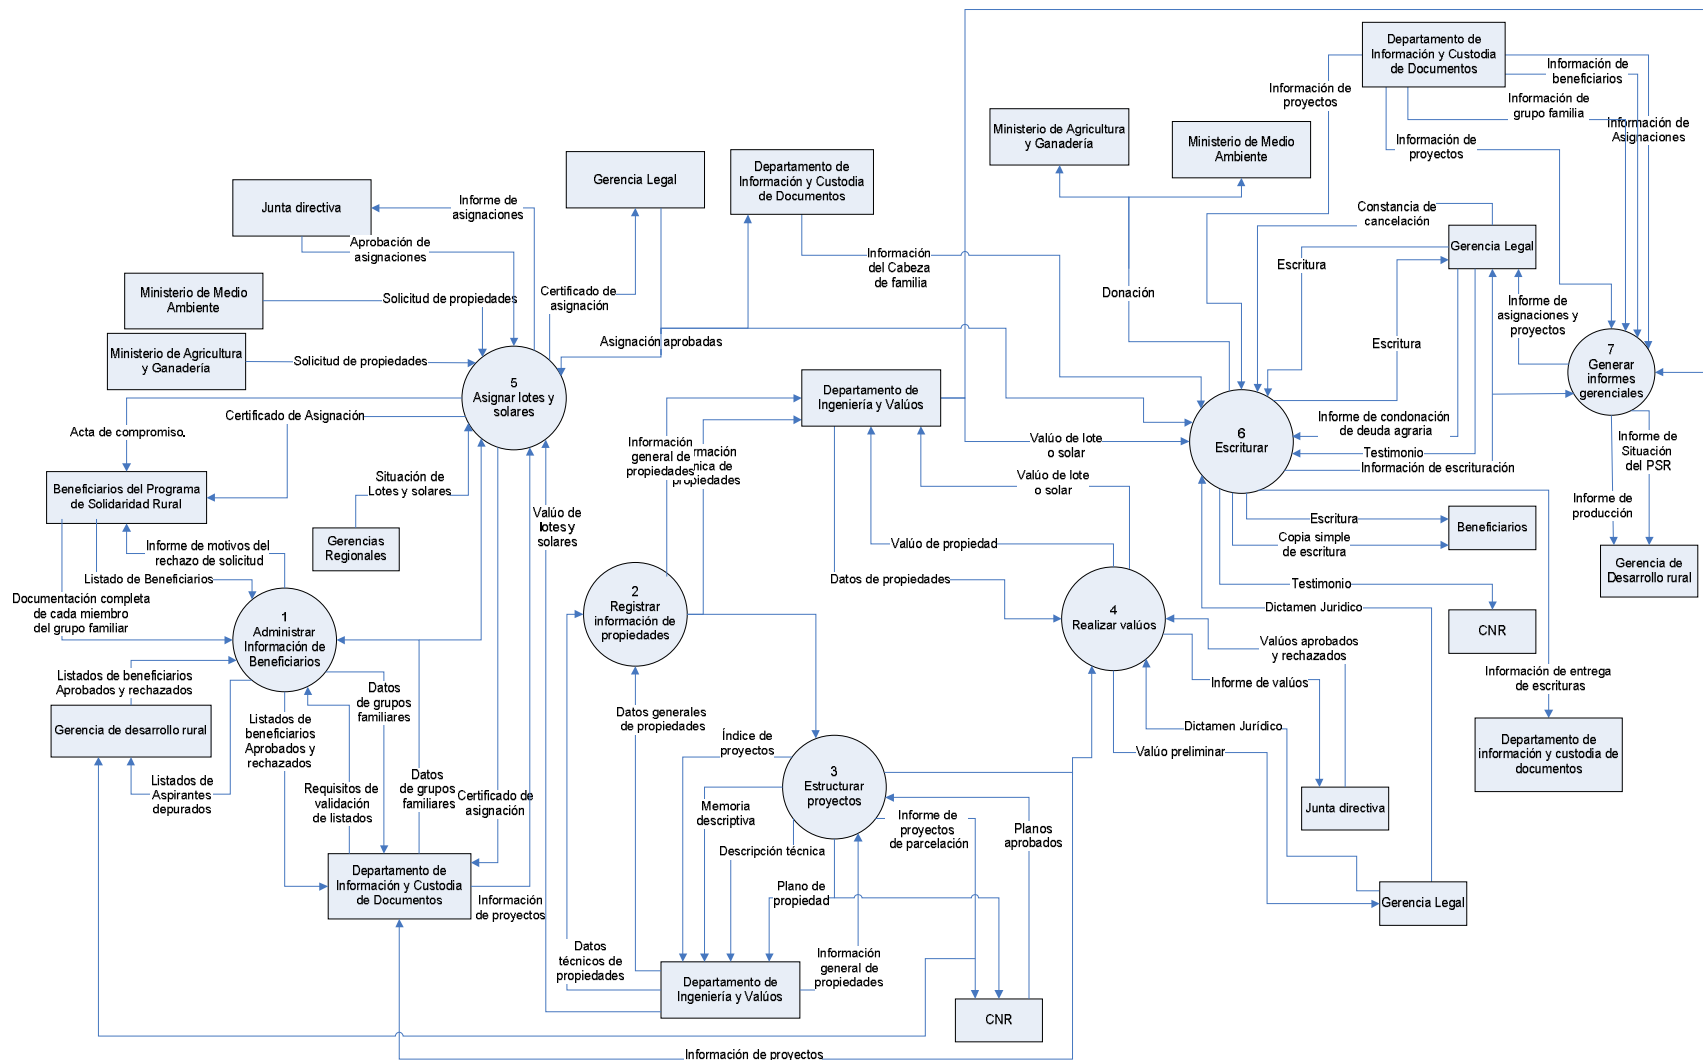 Departamento de
Información y Custodia
de Documentos
Información de
beneficiarios
Información de
proyectos
Información de
grupo familia
Información de
Asignaciones
Información de
proyectos
Ministerio de Agricultura
y Ganadería
Ministerio de Medio
Ambiente
Gerencia Legal
Departamento de
Información y Custodia
de Documentos
Junta directiva
Informe de
asignaciones
Aprobación de
asignaciones
Constancia de
cancelación
Gerencia Legal
Escritura
Información
del Cabeza
de familia
Ministerio de Medio
Ambiente
Solicitud de propiedades
Certificado de
asignación
Donación
Informe de
asignaciones y
proyectos
Asignación aprobadas
Escritura
Ministerio de Agricultura
y Ganadería
Solicitud de propiedades
5
Asignar lotes y
solares
7
Generar
informes
gerenciales
Departamento de
Ingeniería y Valúos
Certificado de Asignación
Acta de compromiso.
Información
general de
propiedades
técnica de
propiedades
Valúo de lote
o solar
6
Escriturar
Informe de condonación
de deuda agraria
Testimonio
Información de escrituración
Informe de
Situación
del PSR
Beneficiarios del Programa
de Solidaridad Rural
Situación de
Lotes y solares
Valúo de lote
o solar
Informe de
producción
Gerencias
Regionales
Valúo de
lotes y
solares
Valúo de propiedad
Escritura
Beneficiarios
Copia simple
de escritura
Gerencia de
Desarrollo rural
Informe de motivos del
rechazo de solicitud
Listado de Beneficiarios
Documentación completa
de cada miembro
del grupo familiar
Datos de propiedades
Testimonio
Dictamen Juridico
CNR
1
Administrar
Información de
Beneficiarios
2
Registrar
información de
propiedades
4
Realizar valúos
Valúos aprobados
y rechazados
Listados de beneficiarios
Aprobados y rechazados
Informe de valúos
Información de entrega
de escrituras
Datos
de grupos
familiares
Gerencia de desarrollo rural
Listados de
beneficiarios
Aprobados y
rechazados
Datos generales
de propiedades
Índice de
proyectos
Dictamen Jurídico
Valúo preliminar
Departamento de
información y custodia de
documentos
Listados de
Aspirantes
depurados
Requisitos de
validación
de listados
Datos
de grupos
familiares
Certificado de
asignación
3
Estructurar
proyectos
Memoria
descriptiva
Informe de
proyectos
de parcelación
Planos
aprobados
Junta directiva
Descripción técnica
Departamento de
Información y Custodia
de Documentos
Información
de proyectos
Plano de
propiedad
Gerencia Legal
Datos
técnicos de
propiedades
Información
general de
propiedades
Departamento de
Ingeniería y Valúos
CNR
Información de proyectos